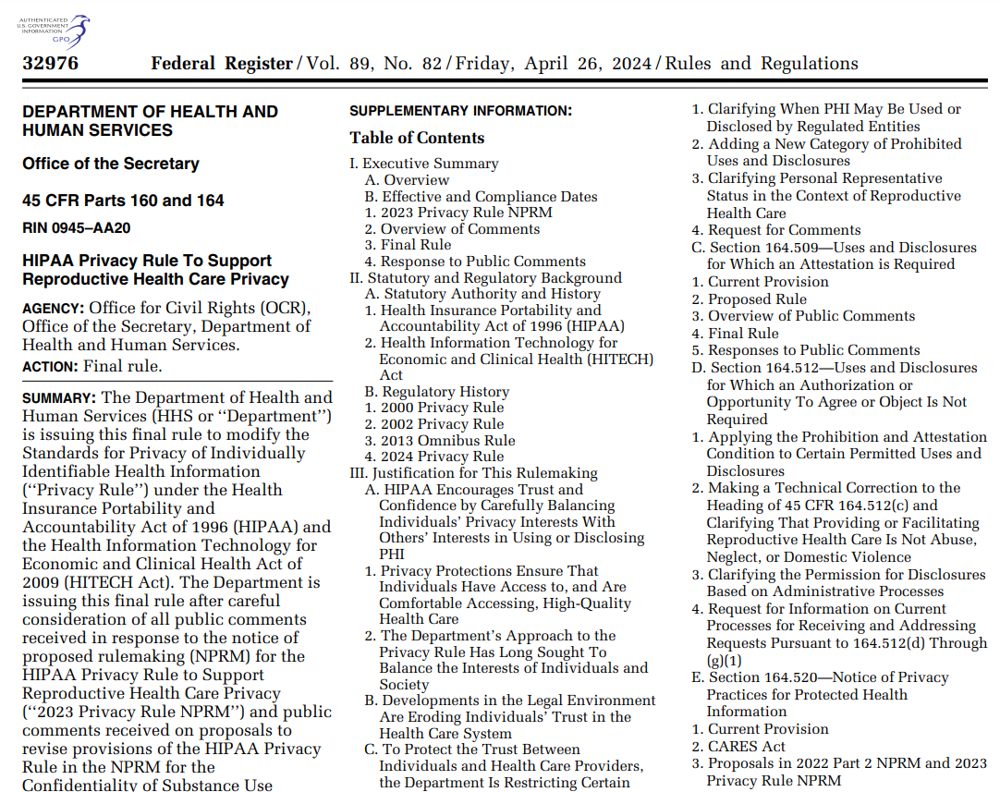 AUTHENTICATED
U.S. GOVERNMENT
INFORMATION
GPO
32976 Federal Register / Vol. 89, No. 82 / Friday, April 26, 2024 / Rules and Regulations
DEPARTMENT OF HEALTH AND
HUMAN SERVICES
Office of the Secretary
45 CFR Parts 160 and 164
RIN 0945–AA20
HIPAA Privacy Rule To Support
Reproductive Health Care Privacy
AGENCY: Office for Civil Rights (OCR),
Office of the Secretary, Department of
Health and Human Services.
ACTION: Final rule.
SUMMARY: The Department of Health and
Human Services (HHS or ‘‘Department’’)
is issuing this final rule to modify the
Standards for Privacy of Individually
Identifiable Health Information
(‘‘Privacy Rule’’) under the Health
Insurance Portability and
Accountability Act of 1996 (HIPAA) and
the Health Information Technology for
Economic and Clinical Health Act of
2009 (HITECH Act). The Department is
issuing this final rule after careful
consideration of all public comments
received in response to the notice of
proposed rulemaking (NPRM) for the
HIPAA Privacy Rule to Support
Reproductive Health Care Privacy
(‘‘2023 Privacy Rule NPRM’’) and public
comments received on proposals to
revise provisions of the HIPAA Privacy
Rule in the NPRM for the
Confidentiality of Substance Use
SUPPLEMENTARY INFORMATION:
Table of Contents
I. Executive Summary
A. Overview
B. Effective and Compliance Dates
1. 2023 Privacy Rule NPRM
2. Overview of Comments
3. Final Rule
4. Response to Public Comments
II. Statutory and Regulatory Background
A. Statutory Authority and History
1. Health Insurance Portability and
Accountability Act of 1996 (HIPAA)
2. Health Information Technology for
Economic and Clinical Health (HITECH)
Act
B. Regulatory History
1. 2000 Privacy Rule
2. 2002 Privacy Rule
3. 2013 Omnibus Rule
4. 2024 Privacy Rule
III. Justification for This Rulemaking
A. HIPAA Encourages Trust and
Confidence by Carefully Balancing
Individuals’ Privacy Interests With
Others’ Interests in Using or Disclosing
PHI
1. Privacy Protections Ensure That
Individuals Have Access to, and Are
Comfortable Accessing, High-Quality
Health Care
2. The Department’s Approach to the
Privacy Rule Has Long Sought To
Balance the Interests of Individuals and
Society
B. Developments in the Legal Environment
Are Eroding Individuals’ Trust in the
Health Care System
C. To Protect the Trust Between
Individuals and Health Care Providers,
the Department Is Restricting Certain
1. Clarifying When PHI May Be Used or
Disclosed by Regulated Entities
2. Adding a New Category of Prohibited
Uses and Disclosures
3. Clarifying Personal Representative
Status in the Context of Reproductive
Health Care
4. Request for Comments
C. Section 164.509—Uses and Disclosures
for Which an Attestation is Required
1. Current Provision
2. Proposed Rule
3. Overview of Public Comments
4. Final Rule
5. Responses to Public Comments
D. Section 164.512—Uses and Disclosures
for Which an Authorization or
Opportunity To Agree or Object Is Not
Required
1. Applying the Prohibition and Attestation
Condition to Certain Permitted Uses and
Disclosures
2. Making a Technical Correction to the
Heading of 45 CFR 164.512(c) and
Clarifying That Providing or Facilitating
Reproductive Health Care Is Not Abuse,
Neglect, or Domestic Violence
3. Clarifying the Permission for Disclosures
Based on Administrative Processes
4. Request for Information on Current
Processes for Receiving and Addressing
Requests Pursuant to 164.512(d) Through
(g)(1)
E. Section 164.520—Notice of Privacy
Practices for Protected Health
Information
1. Current Provision
2. CARES Act
3. Proposals in 2022 Part 2 NPRM and 2023
Privacy Rule NPRM